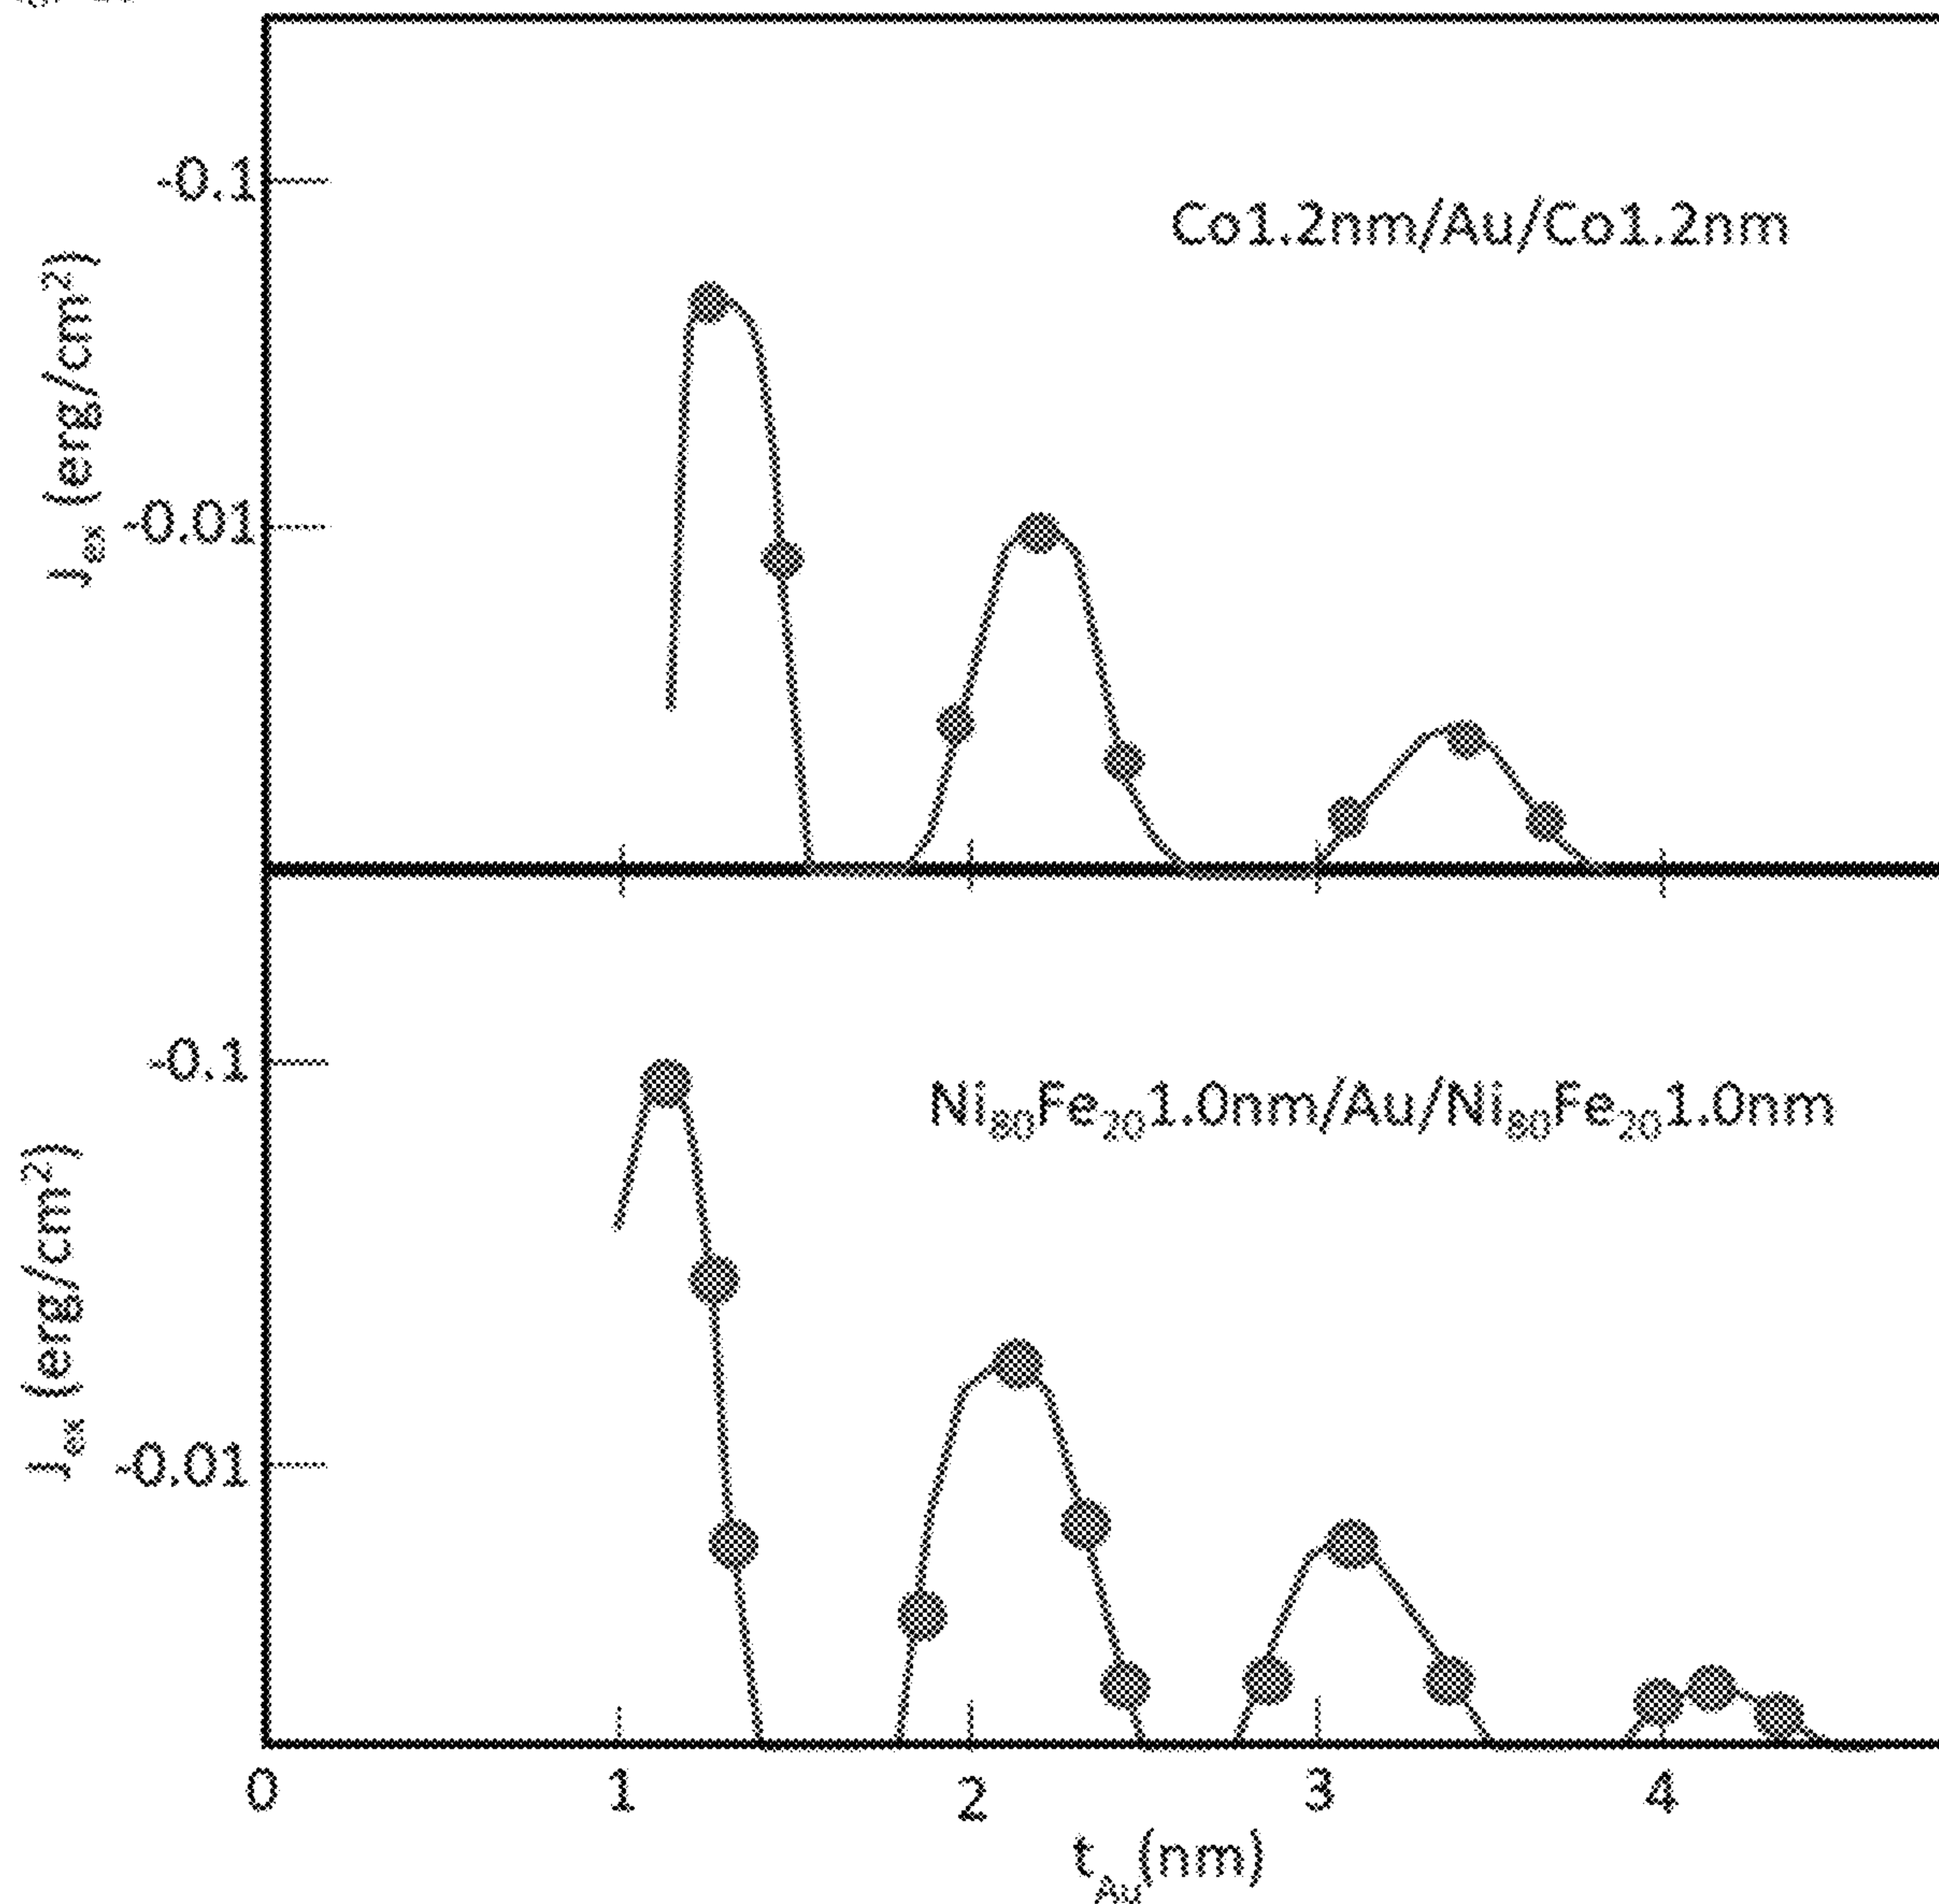 -0.1
Co1.2nm/Au/Co1.2nm
Jex (erg/cm²)
-0.01
-0.1
Ni₈₀Fe₂₀1.0nm/Au/Ni₈₀Fe₂₀1.0nm
Jex (erg/cm²)
-0.01
0 1 2 3 4
tAu(nm)